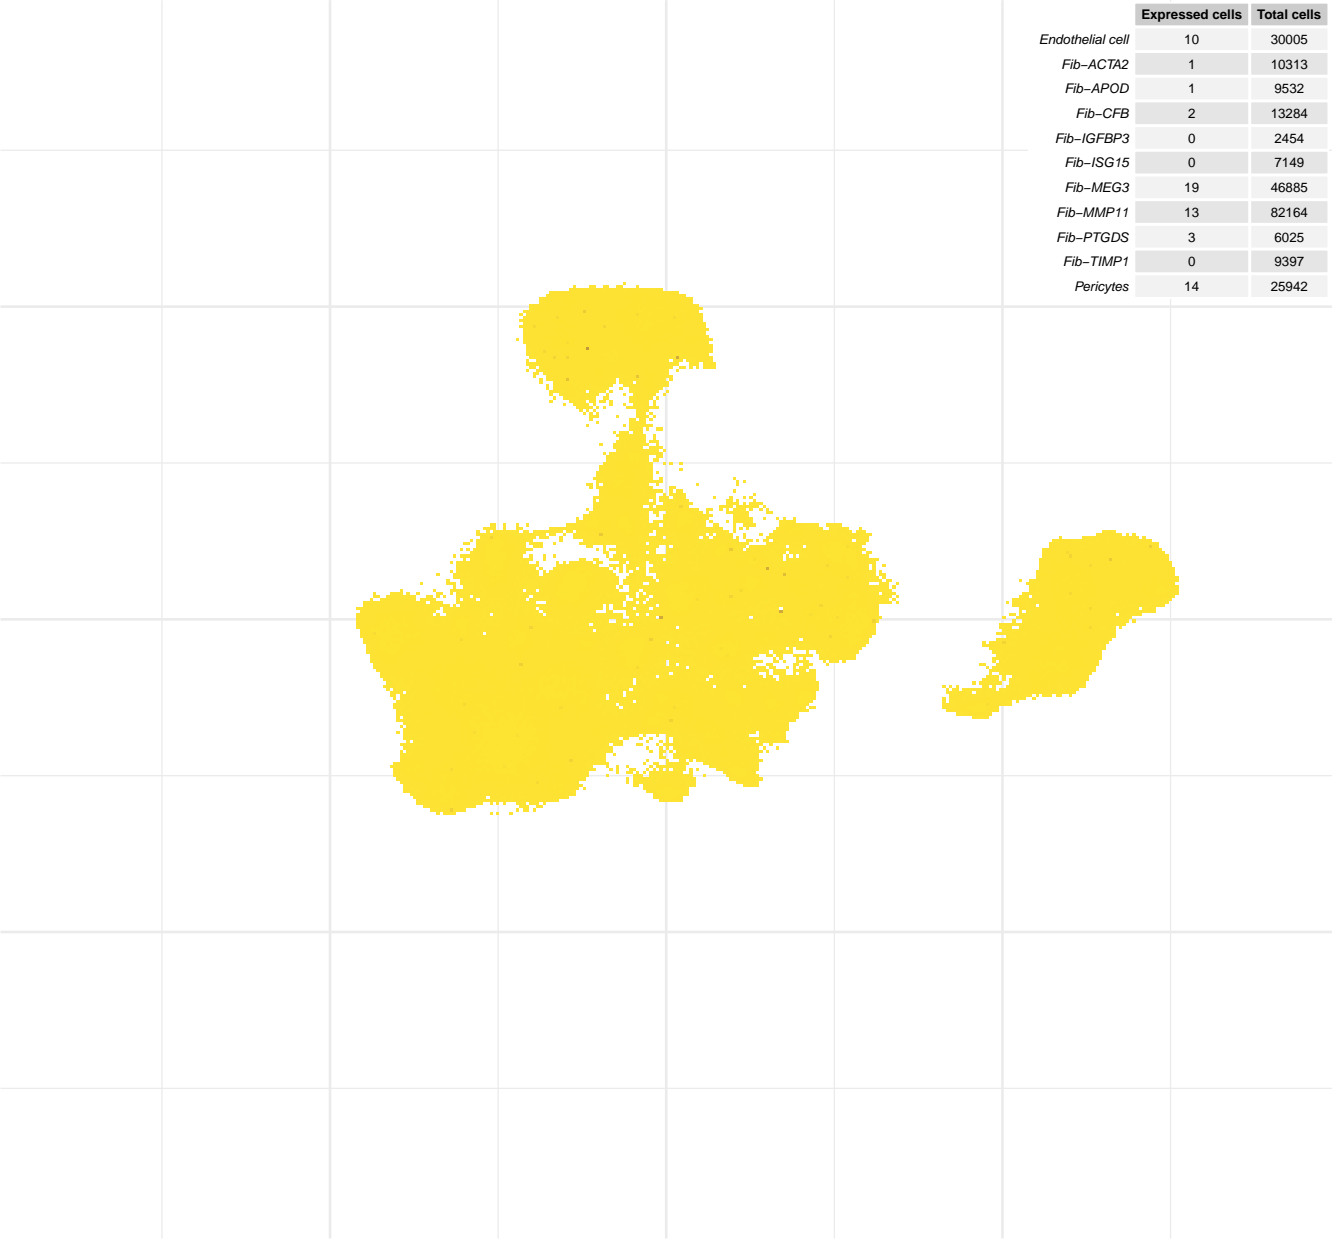 Expressed cells Total cells
Endothelial cell 10 30005
Fib−ACTA2 1 10313
Fib−APOD 1 9532
Fib−CFB 2 13284
Fib−IGFBP3 0 2454
Fib−ISG15 0 7149
Fib−MEG3 19 46885
Fib−MMP11 13 82164
Fib−PTGDS 3 6025
Fib−TIMP1 0 9397
Pericytes 14 25942